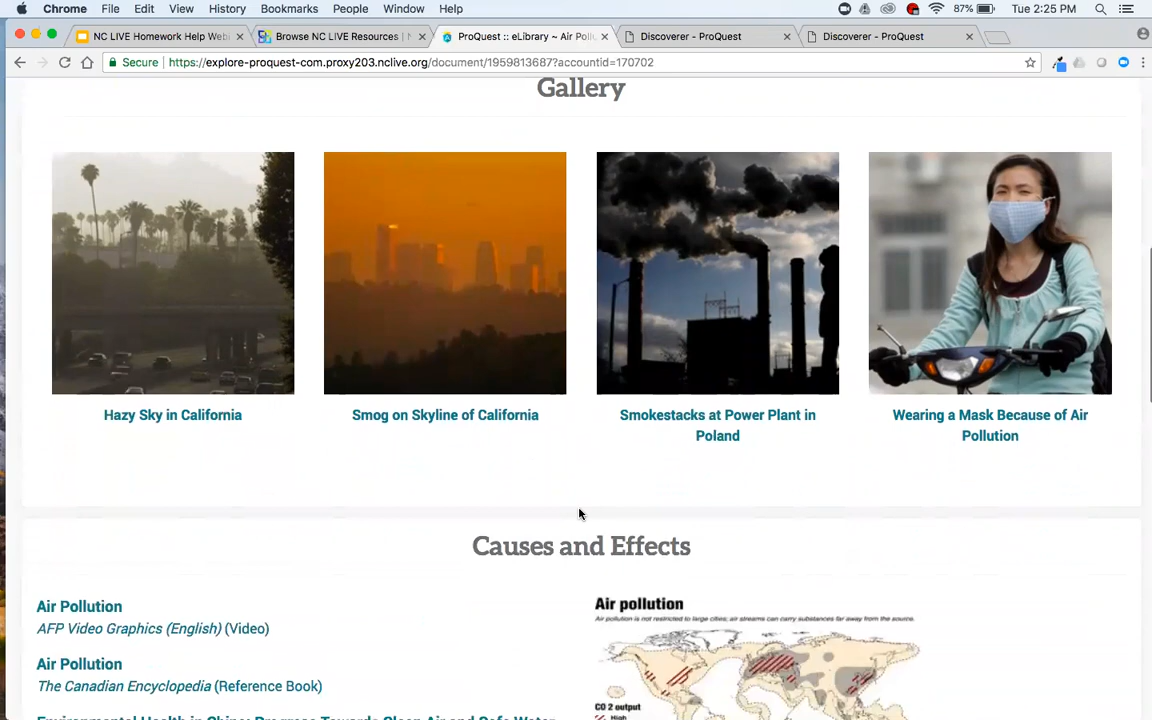 Chrome File Edit View History Bookmarks People Window Help 87% Tue 2:25 PM
NC LIVE Homework Help Web Browse NC LIVE Resources | N ProQuest :: eLibrary ~ Air Pollu Discoverer - ProQuest Discoverer - ProQuest
Secure | https://explore-proquest-com.proxy203.nclive.org/document/1959813687?accountid=170702
Gallery
Hazy Sky in California
Smog on Skyline of California
Smokestacks at Power Plant in
Poland
Wearing a Mask Because of Air
Pollution
Causes and Effects
Air Pollution
AFP Video Graphics (English) (Video)
Air Pollution
The Canadian Encyclopedia (Reference Book)
Environmental Health in China: Progress Towards Clean Air and Safe Water
Air pollution
Air pollution is not restricted to large cities; air streams can carry substances far away from the source.
CO 2 output
High